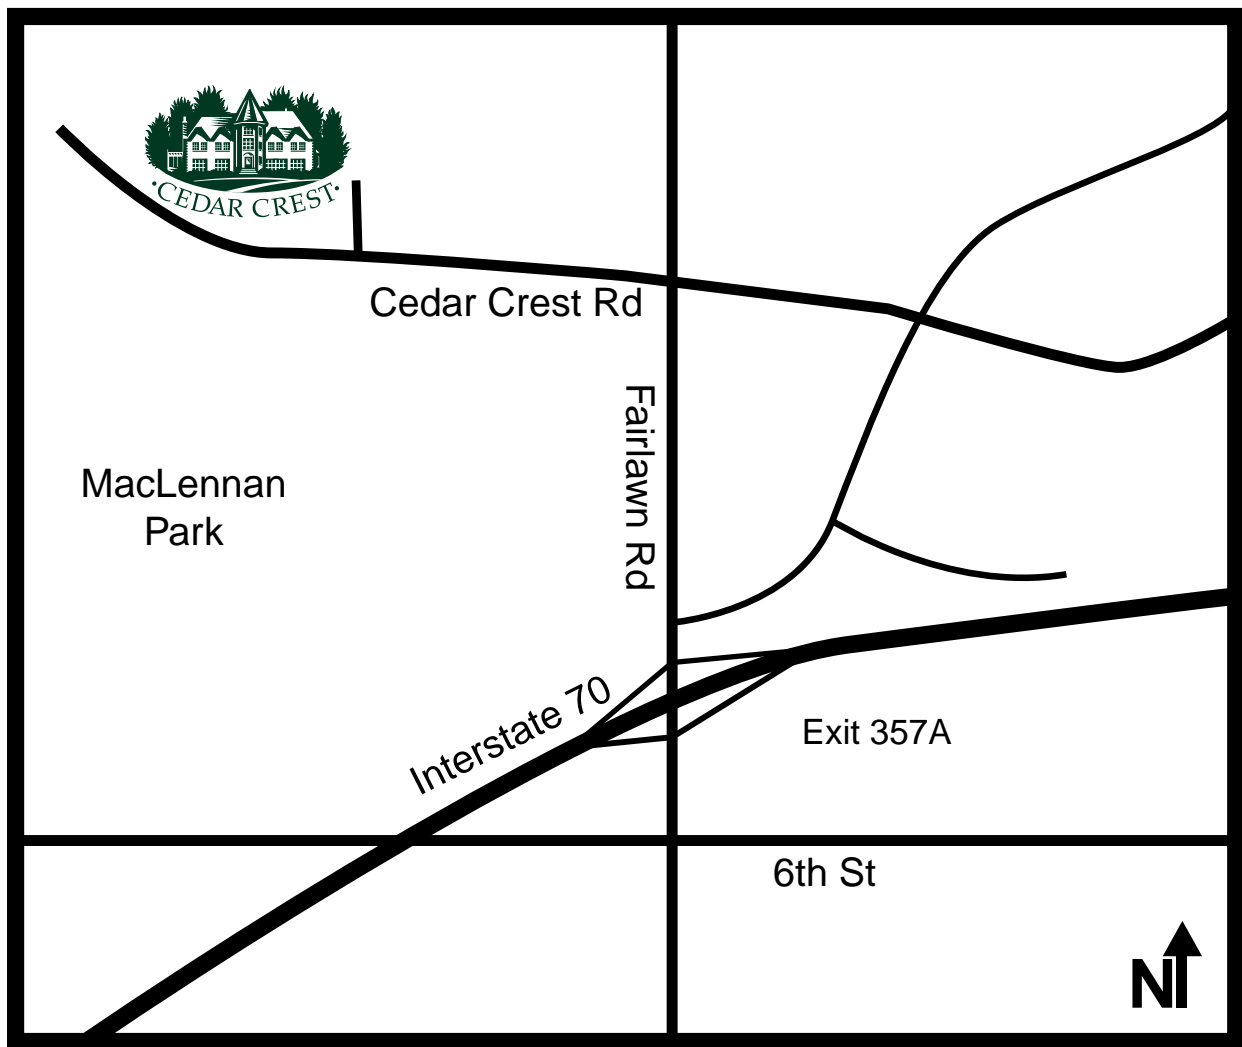 ·CEDAR CREST·
Cedar Crest Rd
Fairlawn Rd
MacLennan
Park
Interstate 70
Exit 357A
6th St
N